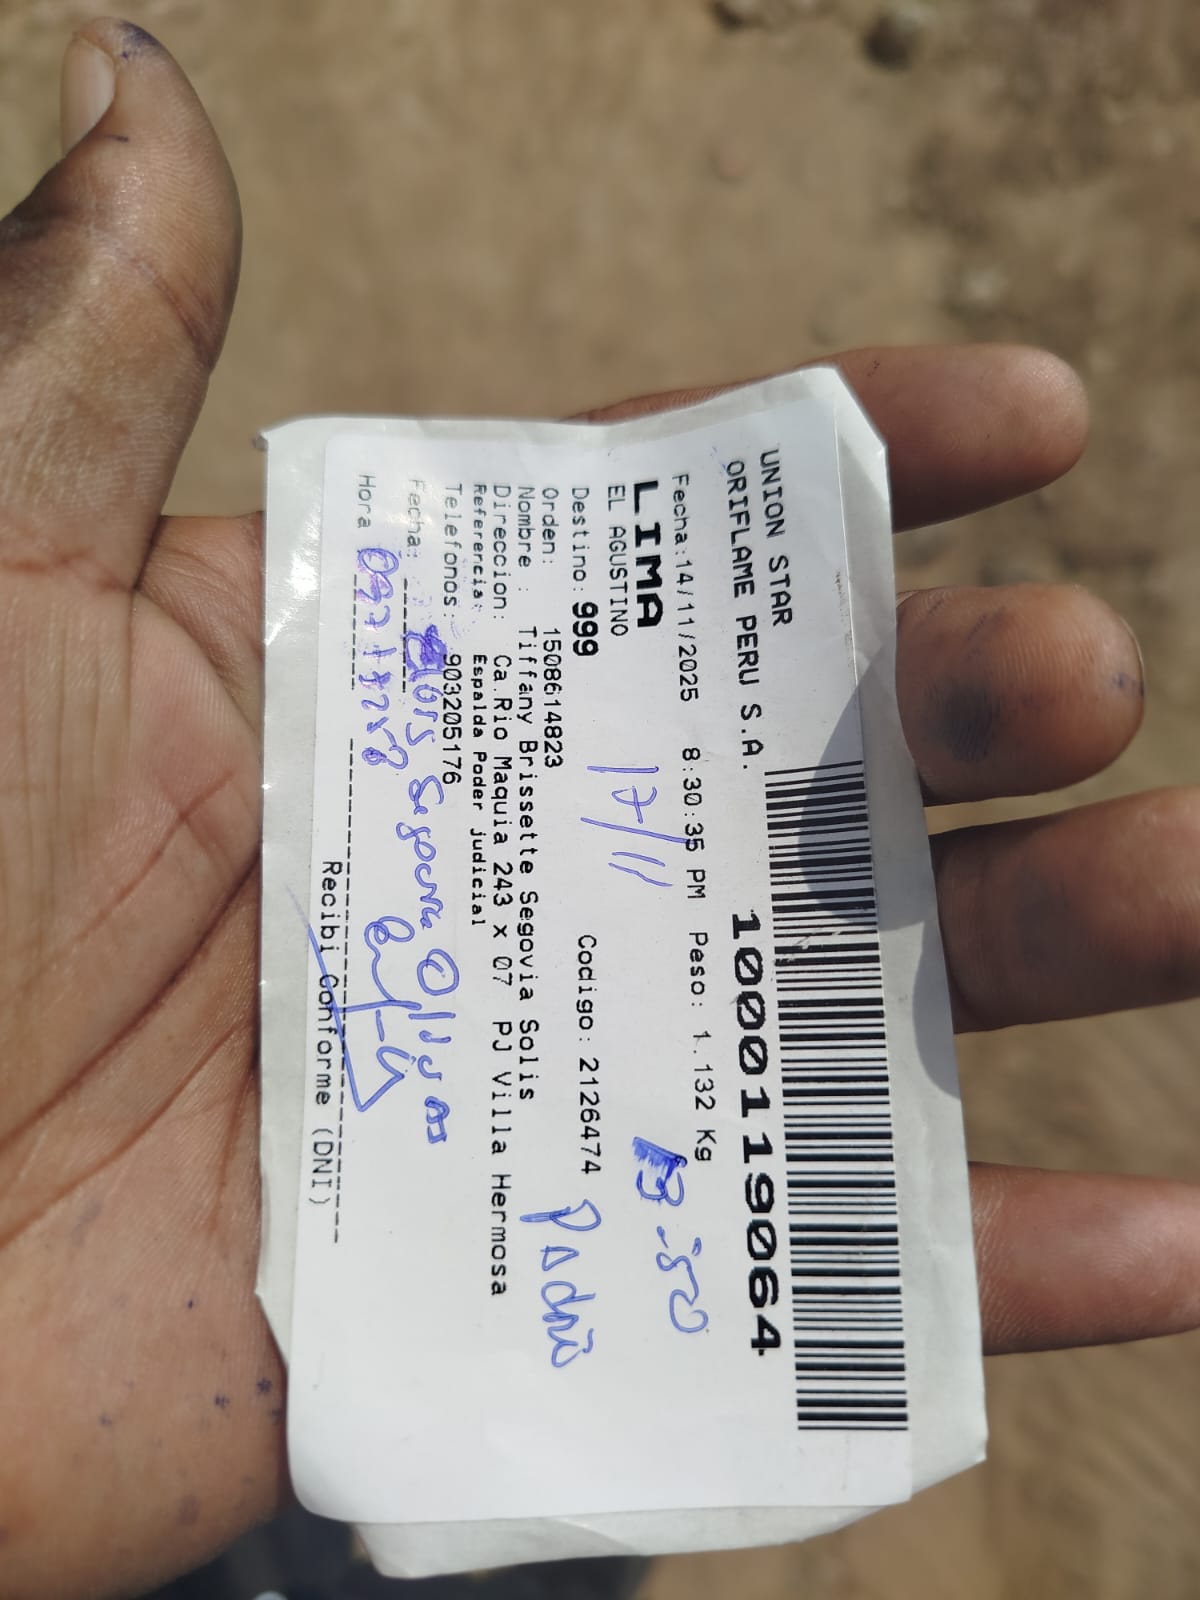 UNION STAR
ORIFLAME PERU S.A.
10001119064
Fecha:14/11/2025 8:30:35 PM Peso: 1.132 Kg
LIMA
EL AGUSTINO
17/11
Destino: 999 Codigo: 2126474
Orden: 1508614823
Padre
Nombre : Tiffany Brissette Segovia Solis
Direccion: Ca.Rio Maquia 243 x 07 PJ Villa Hermosa
Referencia: Espalda Poder judicial
Telefonos: 903205176
Fecha:
Hora
Recibi Conforme (DNI)